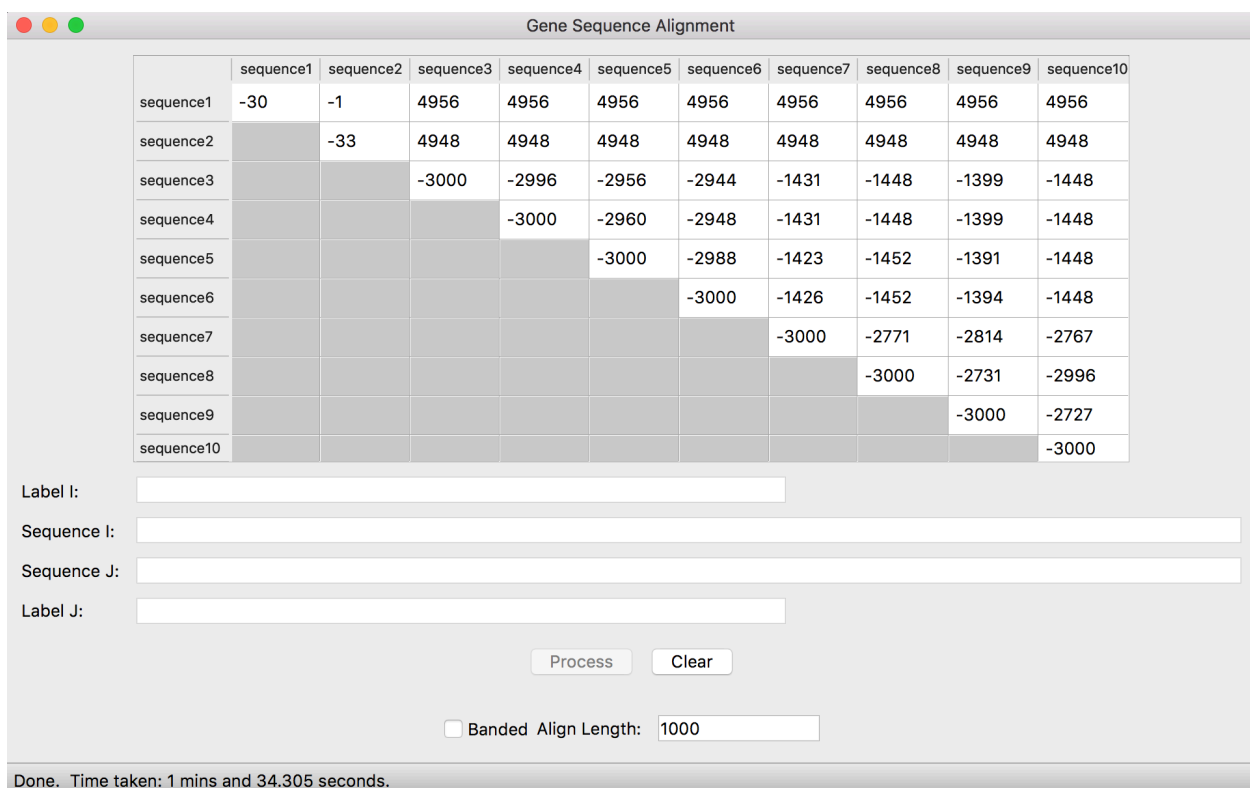 Gene Sequence Alignment
sequence1 sequence2 sequence3 sequence4 sequence5 sequence6 sequence7 sequence8 sequence9 sequence10
sequence1 -30 -1 4956 4956 4956 4956 4956 4956 4956 4956
sequence2 -33 4948 4948 4948 4948 4948 4948 4948 4948
sequence3 -3000 -2996 -2956 -2944 -1431 -1448 -1399 -1448
sequence4 -3000 -2960 -2948 -1431 -1448 -1399 -1448
sequence5 -3000 -2988 -1423 -1452 -1391 -1448
sequence6 -3000 -1426 -1452 -1394 -1448
sequence7 -3000 -2771 -2814 -2767
sequence8 -3000 -2731 -2996
sequence9 -3000 -2727
sequence10 -3000
Label I:
Sequence I:
Sequence J:
Label J:
Process Clear
Banded Align Length: 1000
Done. Time taken: 1 mins and 34.305 seconds.